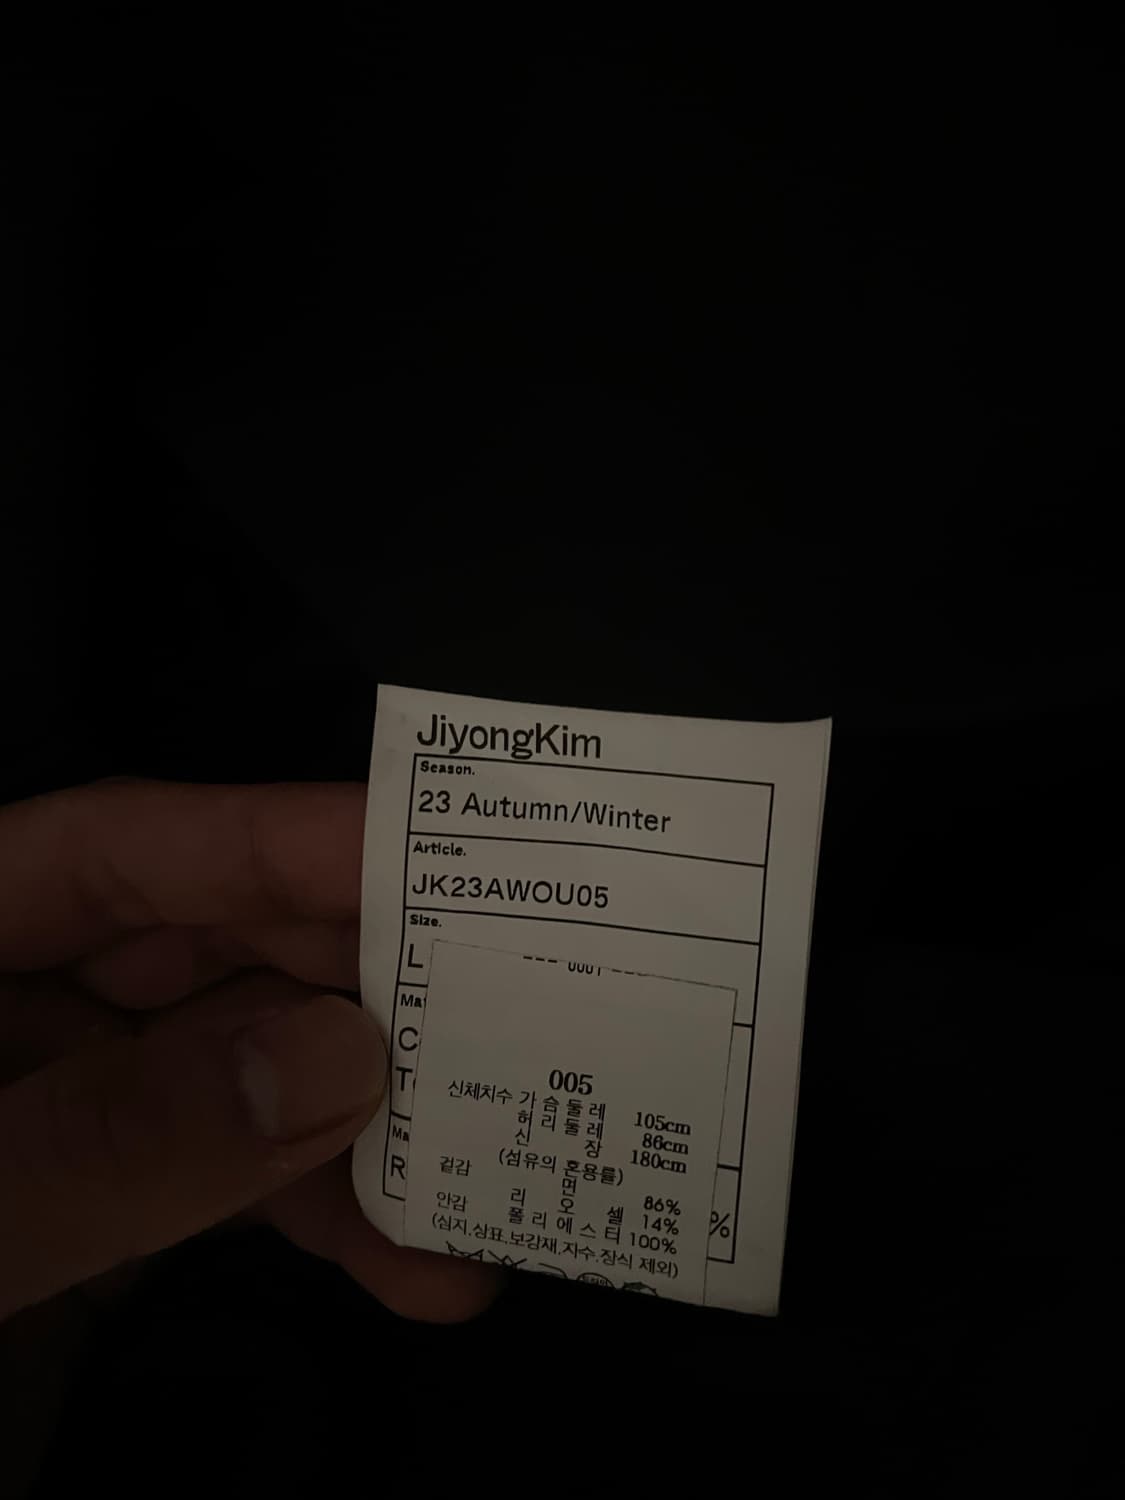 JiyongKim
Season.
23 Autumn/Winter
Article.
JK23AWOU05
Size.
L
0001
005
신체치수 가슴둘레 105cm
허리둘레 86cm
신장 180cm
(섬유의 혼용률)
겉감 면 86%
리오셀 14%
안감 폴리에스터 100%
(심지.상표.보강재.자수.장식 제외)
R
%